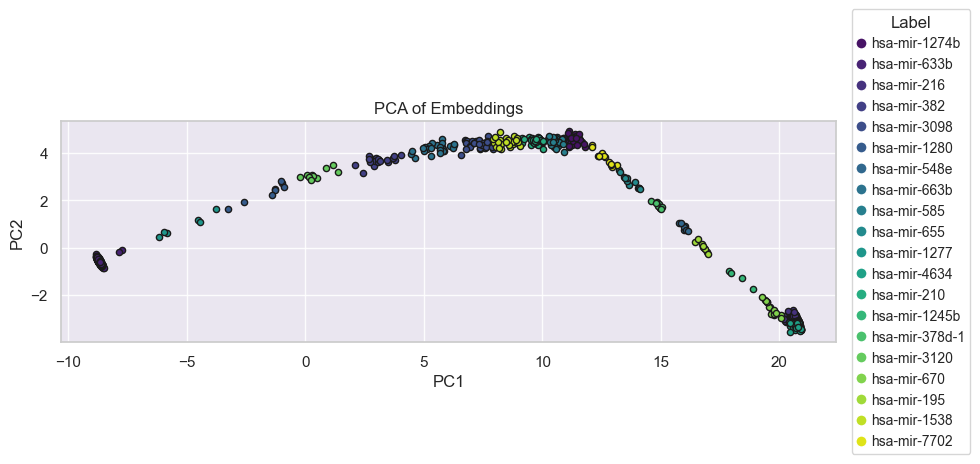 PCA of Embeddings
4
2
0
−2
PC2
−10
−5
0
5
10
15
20
PC1
Label
hsa-mir-1274b
hsa-mir-633b
hsa-mir-216
hsa-mir-382
hsa-mir-3098
hsa-mir-1280
hsa-mir-548e
hsa-mir-663b
hsa-mir-585
hsa-mir-655
hsa-mir-1277
hsa-mir-4634
hsa-mir-210
hsa-mir-1245b
hsa-mir-378d-1
hsa-mir-3120
hsa-mir-670
hsa-mir-195
hsa-mir-1538
hsa-mir-7702